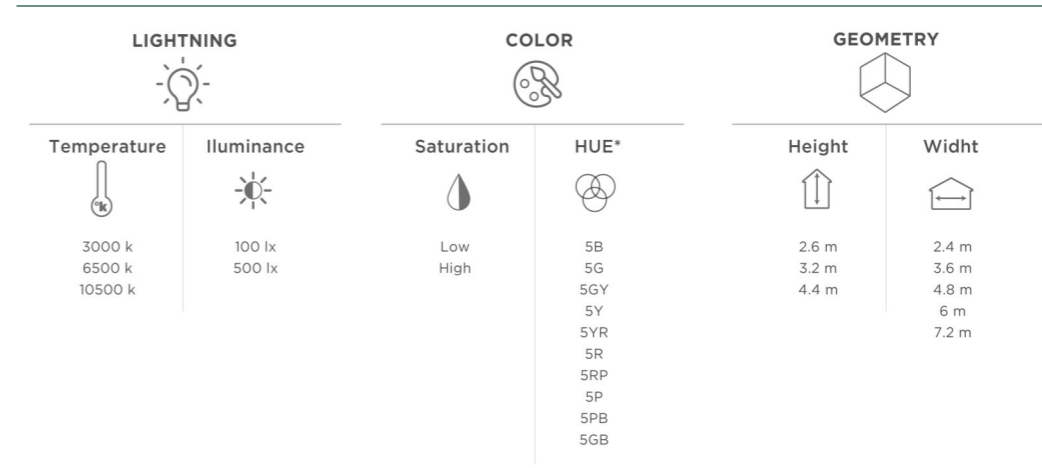 LIGHTNING
Temperature
°k
3000 k
6500 k
10500 k
Iluminance
100 lx
500 lx
COLOR
Saturation
Low
High
HUE*
5B
5G
5GY
5Y
5YR
5R
5RP
5P
5PB
5GB
GEOMETRY
Height
2.6 m
3.2 m
4.4 m
Widht
2.4 m
3.6 m
4.8 m
6 m
7.2 m